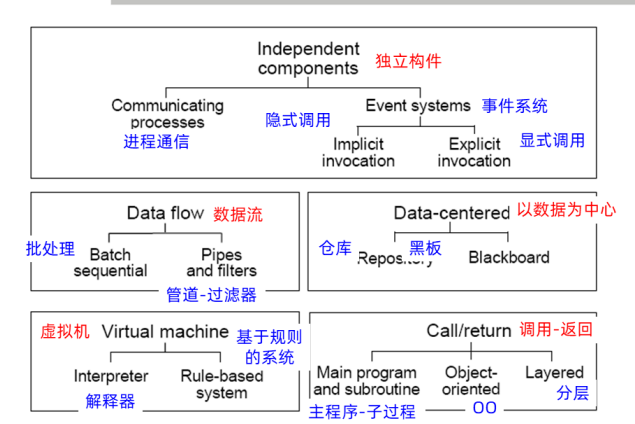 Independent
components
独立构件
Communicating
processes
进程通信
Event systems
事件系统
隐式调用
Implicit
invocation
Explicit
invocation
显式调用
Data flow
数据流
批处理
Batch
sequential
Pipes
and filters
管道-过滤器
Data-centered
以数据为中心
仓库
Repository
黑板
Blackboard
虚拟机
Virtual machine
基于规则
的系统
Interpreter
解释器
Rule-based
system
Call/return
调用-返回
Main program
and subroutine
主程序-子过程
Object-
oriented
OO
Layered
分层